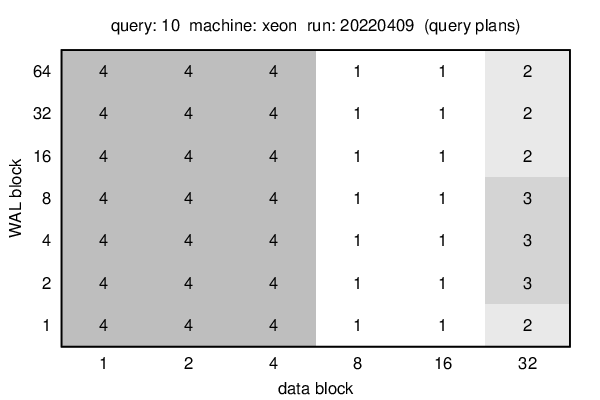 query: 10 machine: xeon run: 20220409 (query plans)
WAL block
64 4 4 4 1 1 2
32 4 4 4 1 1 2
16 4 4 4 1 1 2
8 4 4 4 1 1 3
4 4 4 4 1 1 3
2 4 4 4 1 1 3
1 4 4 4 1 1 2
1 2 4 8 16 32
data block